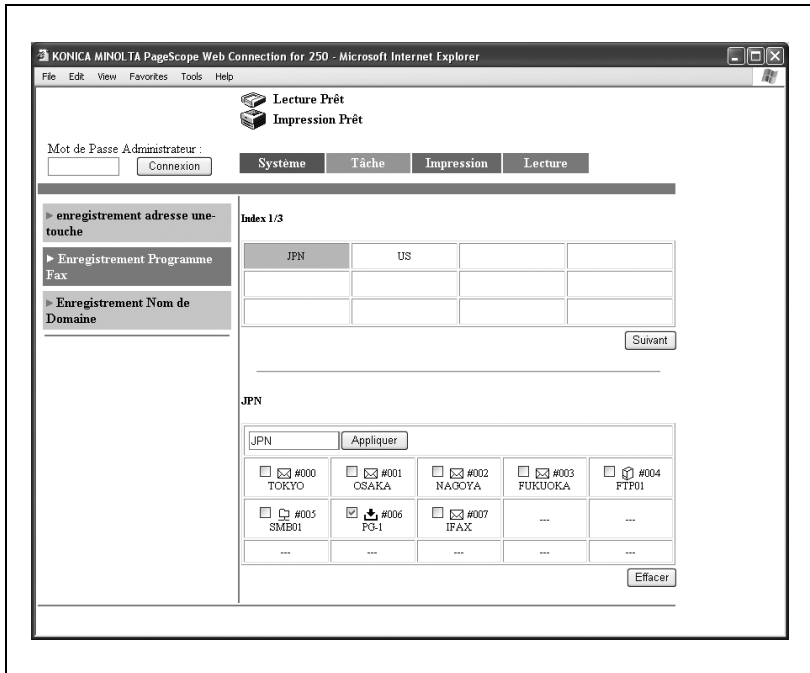 KONICA MINOLTA PageScope Web Connection for 250 - Microsoft Internet Explorer
File Edit View Favorites Tools Help
Lecture Prêt
Impression Prêt
Mot de Passe Administrateur :
Connexion
Système Tâche Impression Lecture
enregistrement adresse une-
touche
Enregistrement Programme
Fax
Enregistrement Nom de
Domaine
Index 1/3
JPN US
Suivant
JPN
JPN Appliquer
#000 #001 #002 #003 #004
TOKYO OSAKA NAGOYA FUKUOKA FTP01
#005 #006 #007 --- ---
SMB01 PG-1 IFAX
--- --- --- --- ---
Effacer